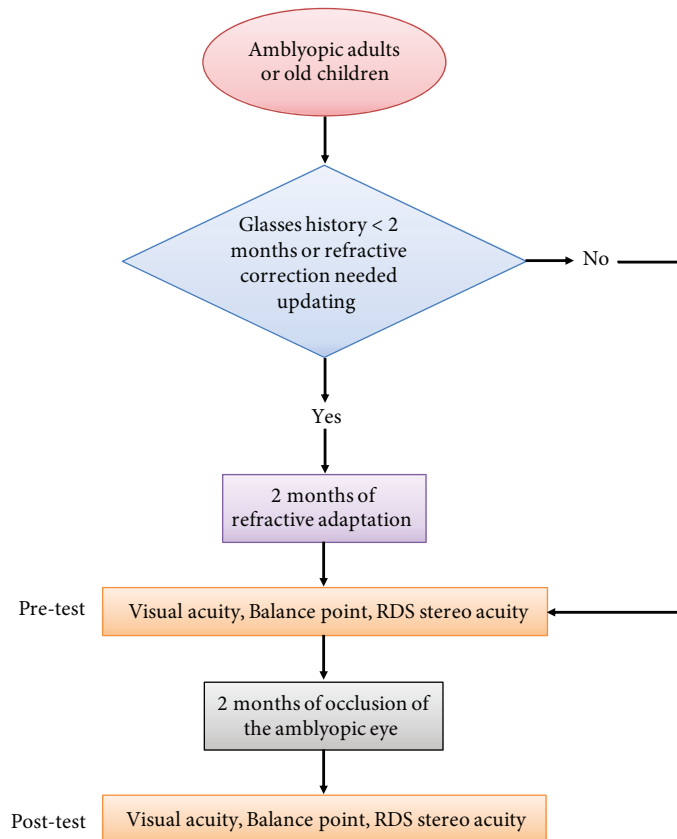 Amblyopic adults
or old children
Glasses history < 2
months or refractive
correction needed
updating
No
Yes
2 months of
refractive adaptation
Pre-test
Visual acuity, Balance point, RDS stereo acuity
2 months of occlusion of
the amblyopic eye
Post-test
Visual acuity, Balance point, RDS stereo acuity